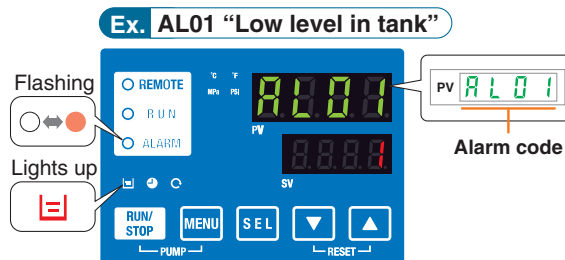 Ex. AL01 “Low level in tank”
Flashing
REMOTE
RUN
ALARM
°C °F
MPa PSI
AL01
PV
1
SV
PV AL01
Alarm code
Lights up
RUN/
STOP
MENU
SEL
PUMP
RESET